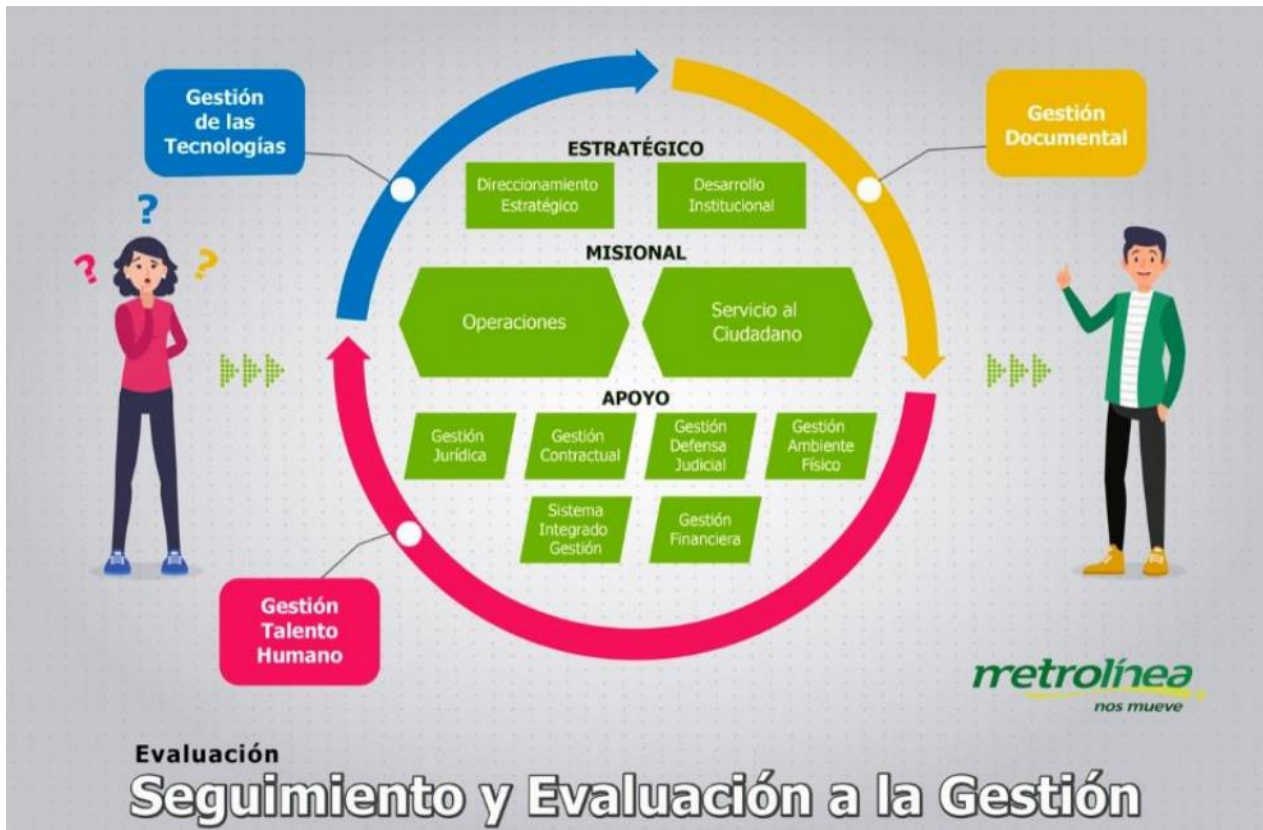 Gestión
de las
Tecnologías
Gestión
Documental
ESTRATÉGICO
Direccionamiento
Estratégico
Desarrollo
Institucional
?
?
?
MISIONAL
Operaciones
Servicio al
Ciudadano
APOYO
Gestión
Jurídica
Gestión
Contractual
Gestión
Defensa
Judicial
Gestión
Ambiente
Físico
Sistema
Integrado
Gestión
Gestión
Financiera
Gestión
Talento
Humano
metrolínea
nos mueve
Evaluación
Seguimiento y Evaluación a la Gestión